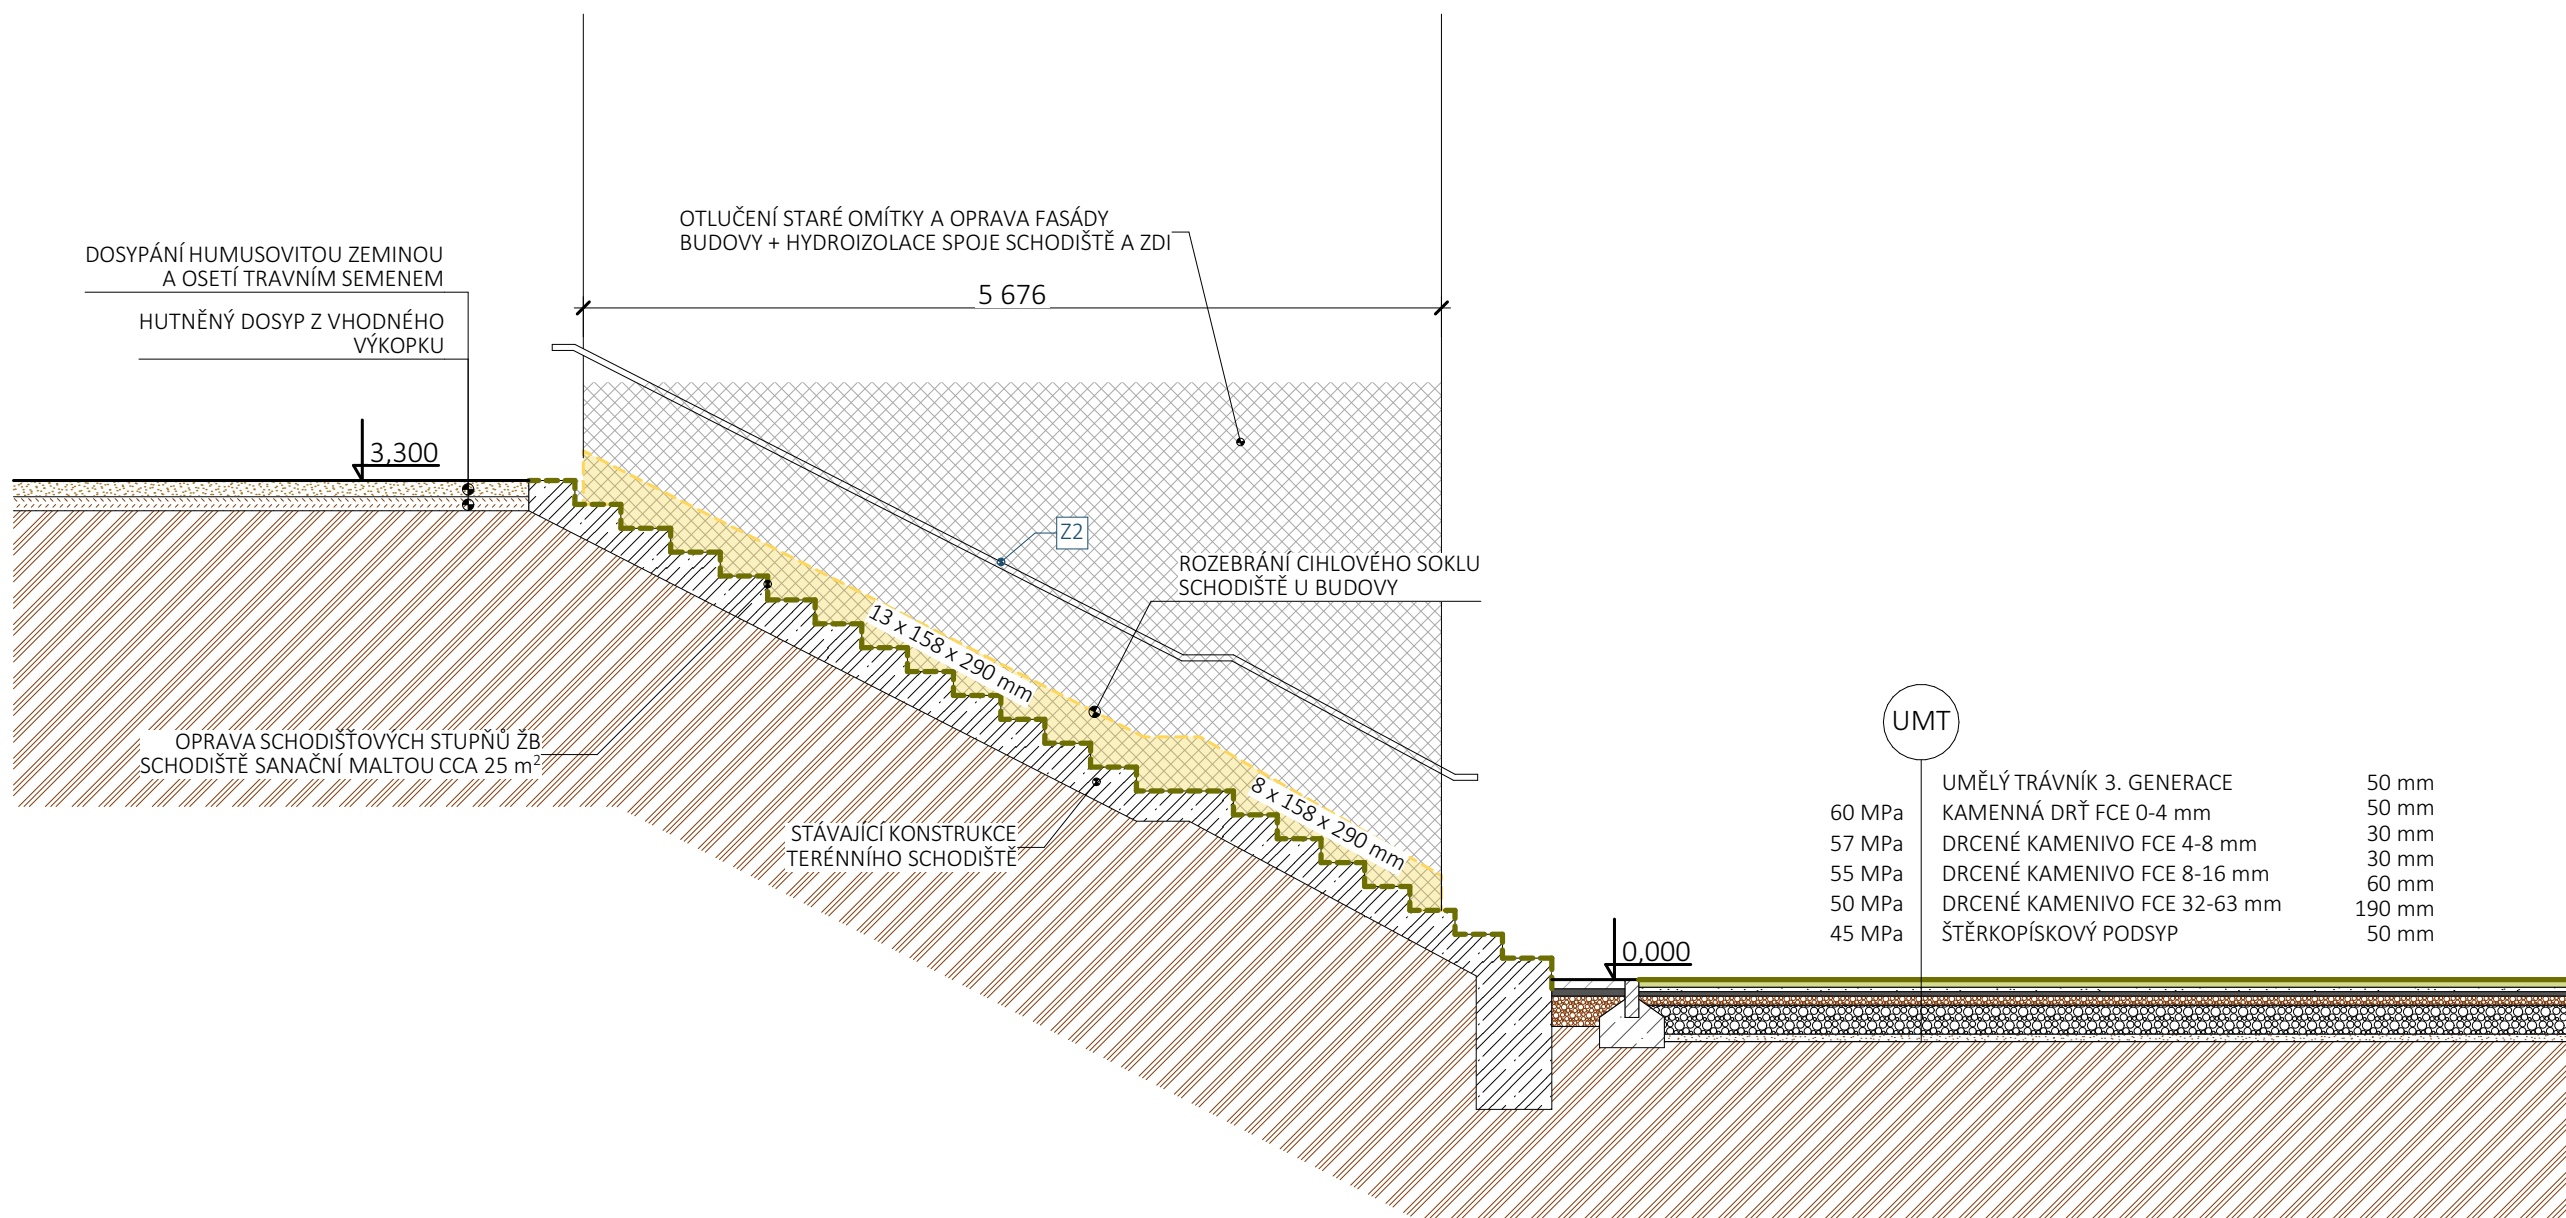 OTLUČENÍ STARÉ OMÍTKY A OPRAVA FASÁDY
BUDOVY + HYDROIZOLACE SPOJE SCHODIŠTĚ A ZDI
DOSYPÁNÍ HUMUSOVITOU ZEMINOU
A OSETÍ TRAVNÍM SEMENEM
5 676
HUTNĚNÝ DOSYP Z VHODNÉHO
VÝKOPKU
3,300
Z2
ROZEBRÁNÍ CIHLOVÉHO SOKLU
SCHODIŠTĚ U BUDOVY
13 x 158 x 290 mm
OPRAVA SCHODIŠŤOVÝCH STUPŇŮ ŽB
SCHODIŠTĚ SANAČNÍ MALTOU CCA 25 m²
8 x 158 x 290 mm
STÁVAJÍCÍ KONSTRUKCE
TERÉNNÍHO SCHODIŠTĚ
UMT
UMĚLÝ TRÁVNÍK 3. GENERACE 50 mm
60 MPa KAMENNÁ DRŤ FCE 0-4 mm 50 mm
57 MPa DRCENÉ KAMENIVO FCE 4-8 mm 30 mm
30 mm
55 MPa DRCENÉ KAMENIVO FCE 8-16 mm 60 mm
50 MPa DRCENÉ KAMENIVO FCE 32-63 mm 190 mm
45 MPa ŠTĚRKOPÍSKOVÝ PODSYP 50 mm
0,000